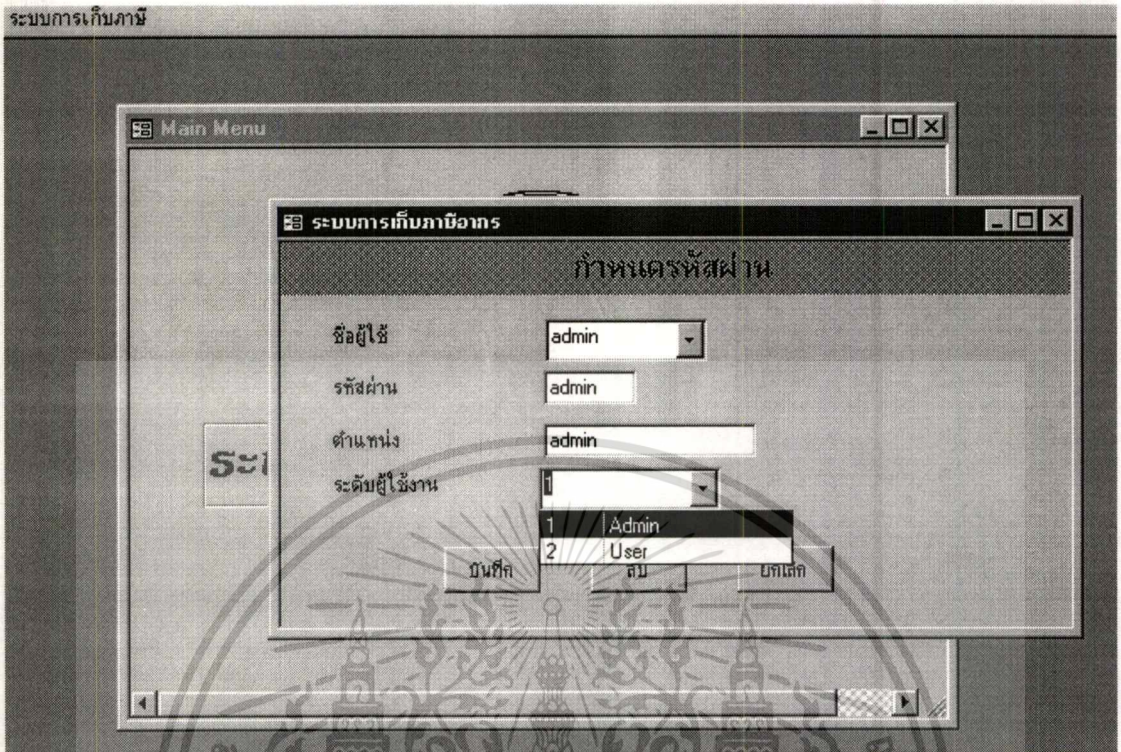 ระบบการเก็บภาษี
Main Menu
ระบบการเก็บภาษีอากร
กำหนดรหัสผ่าน
ชื่อผู้ใช้ admin
รหัสผ่าน admin
ตำแหน่ง admin
ระดับผู้ใช้งาน 1
1 Admin
2 User
บันทึก ลบ ยกเลิก